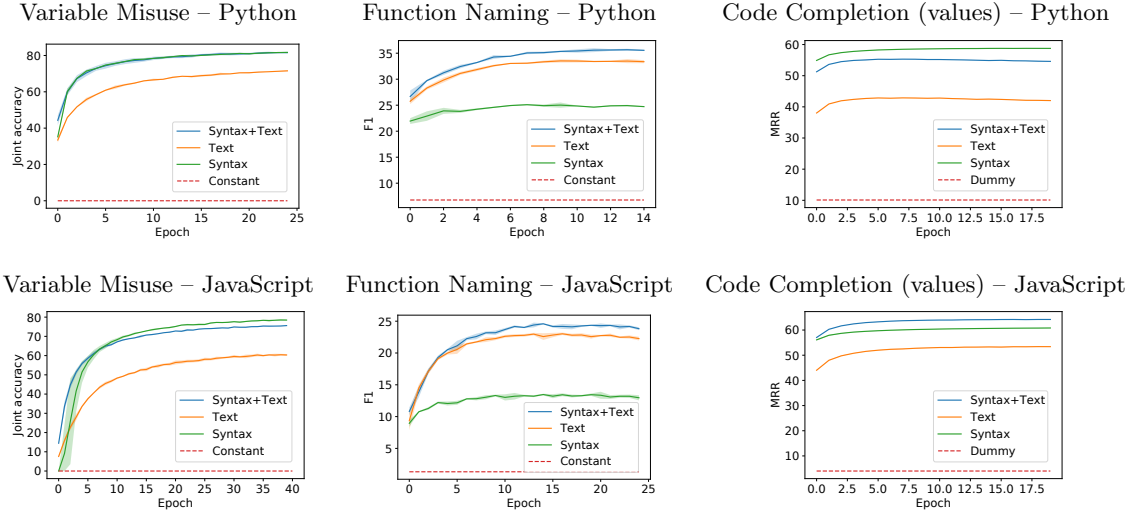 Variable Misuse – Python
Function Naming – Python
Code Completion (values) – Python
Joint accuracy
80
60
40
20
0
0 5 10 15 20 25
Epoch
Syntax+Text
Text
Syntax
Constant
F1
35
30
25
20
15
10
0 2 4 6 8 10 12 14
Epoch
Syntax+Text
Text
Syntax
Constant
MRR
60
50
40
30
20
10
0.0 2.5 5.0 7.5 10.0 12.5 15.0 17.5
Epoch
Syntax+Text
Text
Syntax
Dummy
Variable Misuse – JavaScript
Function Naming – JavaScript
Code Completion (values) – JavaScript
Joint accuracy
80
70
60
50
40
30
20
10
0
0 5 10 15 20 25 30 35 40
Epoch
Syntax+Text
Text
Syntax
Constant
F1
25
20
15
10
5
0 5 10 15 20 25
Epoch
Syntax+Text
Text
Syntax
Constant
MRR
60
50
40
30
20
10
0.0 2.5 5.0 7.5 10.0 12.5 15.0 17.5
Epoch
Syntax+Text
Text
Syntax
Dummy